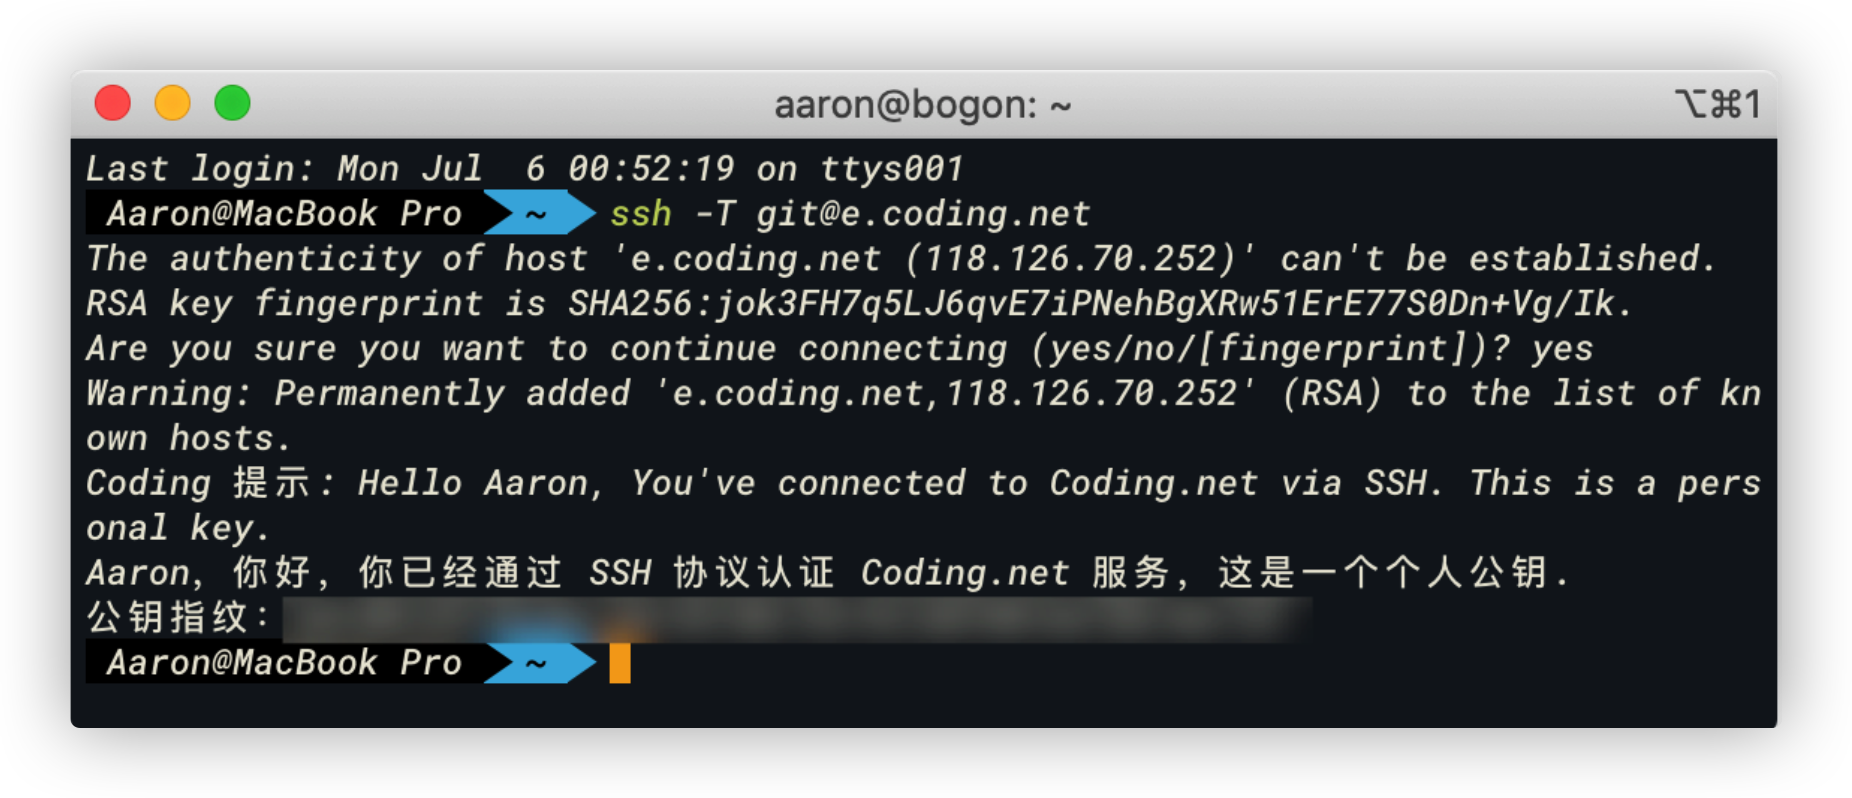 aaron@bogon: ~
⌥⌘1
Last login: Mon Jul  6 00:52:19 on ttys001
Aaron@MacBook Pro ~ ssh -T git@e.coding.net
The authenticity of host 'e.coding.net (118.126.70.252)' can't be established.
RSA key fingerprint is SHA256:jok3FH7q5LJ6qvE7iPNehBgXRw51ErE77S0Dn+Vg/Ik.
Are you sure you want to continue connecting (yes/no/[fingerprint])? yes
Warning: Permanently added 'e.coding.net,118.126.70.252' (RSA) to the list of kn
own hosts.
Coding 提示: Hello Aaron, You've connected to Coding.net via SSH. This is a pers
onal key.
Aaron, 你好, 你已经通过 SSH 协议认证 Coding.net 服务, 这是一个个人公钥.
公钥指纹:
Aaron@MacBook Pro ~